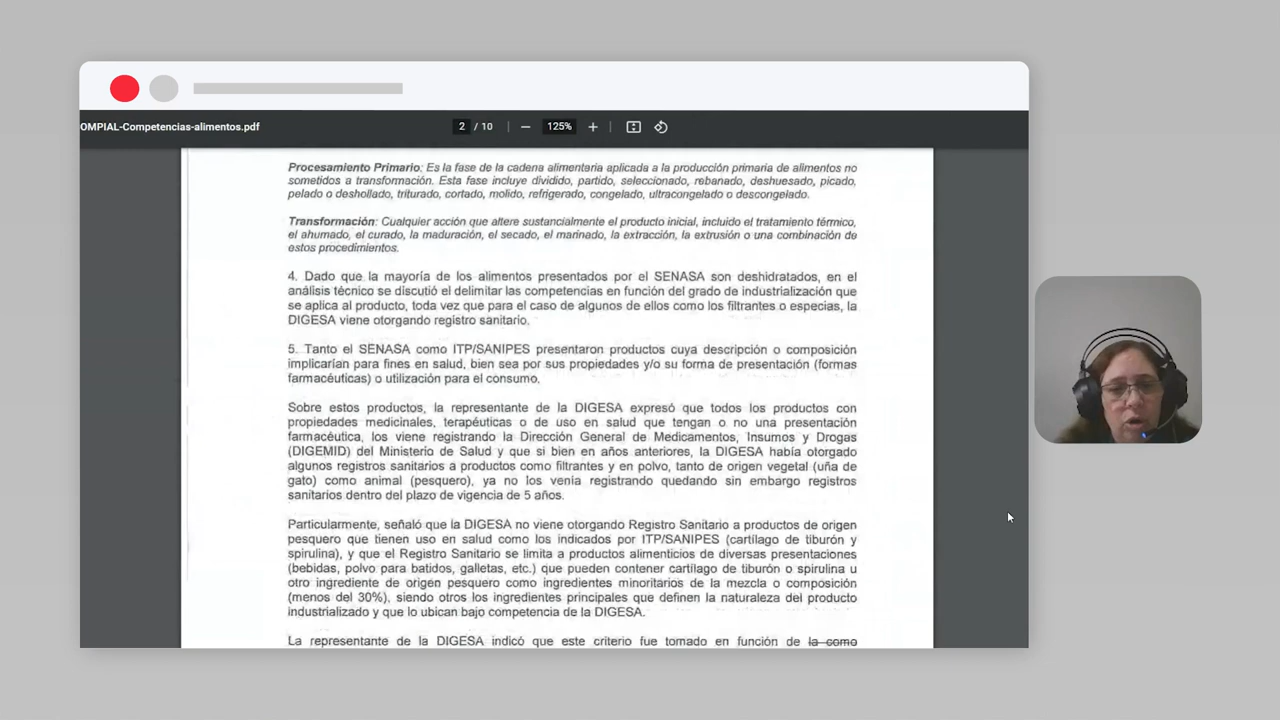 OMPIAL-Competencias-alimentos.pdf
2 / 10
125%
Procesamiento Primario: Es la fase de la cadena alimentaria aplicada a la producción primaria de alimentos no
sometidos a transformación. Esta fase incluye dividido, partido, seleccionado, rebanado, deshuesado, picado,
pelado o deshollado, triturado, cortado, molido, refrigerado, congelado, ultracongelado o descongelado.
Transformación: Cualquier acción que altere sustancialmente el producto inicial, incluido el tratamiento térmico,
el ahumado, el curado, la maduración, el secado, el marinado, la extracción, la extrusión o una combinación de
estos procedimientos.
4. Dado que la mayoría de los alimentos presentados por el SENASA son deshidratados, en el
análisis técnico se discutió el delimitar las competencias en función del grado de industrialización que
se aplica al producto, toda vez que para el caso de algunos de ellos como los filtrantes o especias, la
DIGESA viene otorgando registro sanitario.
5. Tanto el SENASA como ITP/SANIPES presentaron productos cuya descripción o composición
implicarían para fines en salud, bien sea por sus propiedades y/o su forma de presentación (formas
farmacéuticas) o utilización para el consumo.
Sobre estos productos, la representante de la DIGESA expresó que todos los productos con
propiedades medicinales, terapéuticas o de uso en salud que tengan o no una presentación
farmacéutica, los viene registrando la Dirección General de Medicamentos, Insumos y Drogas
(DIGEMID) del Ministerio de Salud y que si bien en años anteriores, la DIGESA había otorgado
algunos registros sanitarios a productos como filtrantes y en polvo, tanto de origen vegetal (uña de
gato) como animal (pesquero), ya no los venía registrando quedando sin embargo registros
sanitarios dentro del plazo de vigencia de 5 años.
Particularmente, señaló que la DIGESA no viene otorgando Registro Sanitario a productos de origen
pesquero que tienen uso en salud como los indicados por ITP/SANIPES (cartílago de tiburón y
spirulina), y que el Registro Sanitario se limita a productos alimenticios de diversas presentaciones
(bebidas, polvo para batidos, galletas, etc.) que pueden contener cartílago de tiburón o spirulina u
otro ingrediente de origen pesquero como ingredientes minoritarios de la mezcla o composición
(menos del 30%), siendo otros los ingredientes principales que definen la naturaleza del producto
industrializado y que lo ubican bajo competencia de la DIGESA.
La representante de la DIGESA indicó que este criterio fue tomado en función de la como